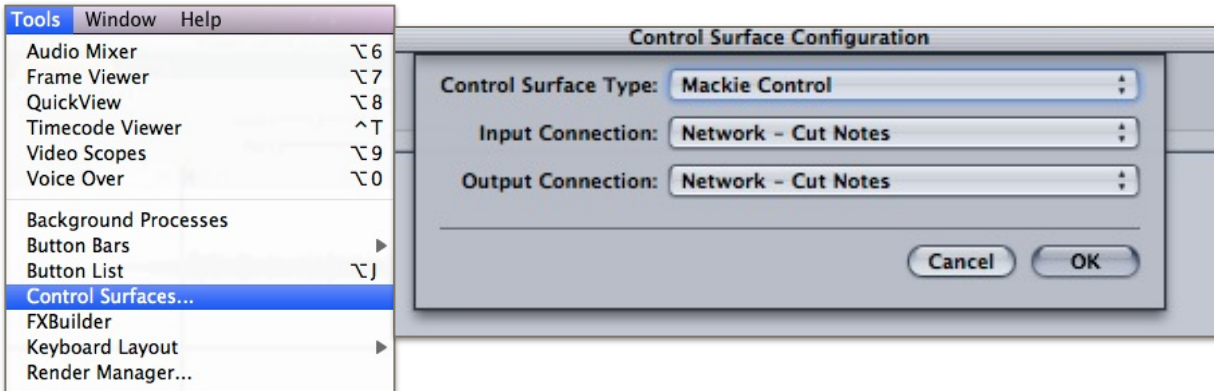 Tools Window Help
Audio Mixer ⌥6
Frame Viewer ⌥7
QuickView ⌥8
Timecode Viewer ^T
Video Scopes ⌥9
Voice Over ⌥0
Background Processes
Button Bars
Button List ⌥J
Control Surfaces...
FXBuilder
Keyboard Layout
Render Manager...
Control Surface Configuration
Control Surface Type: Mackie Control
Input Connection: Network – Cut Notes
Output Connection: Network – Cut Notes
Cancel OK